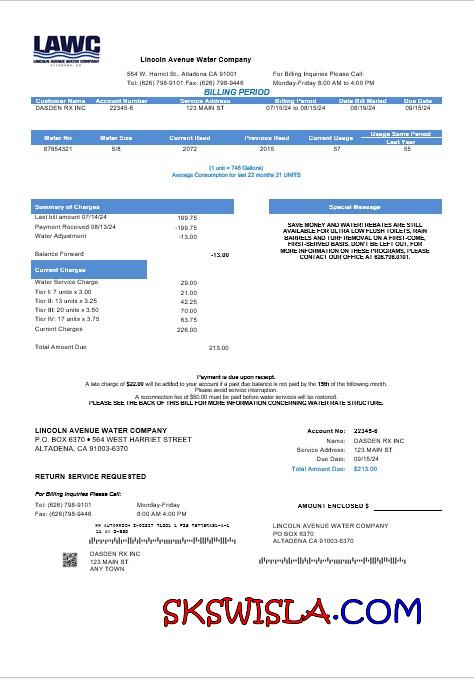 LAWC
LINCOLN AVENUE WATER COMPANY
Lincoln Avenue Water Company
564 W. Harriet St.. Altadona CA 91001
For Billing Inquiries Please Call:
Tol: (626) 798-9101 Fax: (626)798-9446
Monday-Friday 8:00 AM to 4:00 PM
BILLING PERIOD
Customer Name Account Number Service Address Billing Period Date Bill Mailed Due Date
DASDEN RX INC 22345-6 123 MAIN ST 07/15/24 to 08/15/24 08/19/24 09/15/24
Usage Same Period
Meter No Meter Size Current Read Previous Read Current Usage Last Year
87654321 5/8 2072 2015 57 55
(1 unit = 748 Gallons)
Average Consumption for last 22 months 21 UNITS
Summary of Charges
Special Message
Last bill amount 07/14/24 199.75
Payment Received 08/13/24 -199.75
Water Adjustment -13.00
Balance Forward -13.00
SAVE MONEY AND WATER! REBATES ARE STILL
AVAILABLE FOR ULTRA LOW FLUSH TOILETS, RAIN
BARRELS AND TURF REMOVAL ON A FIRST-COME,
FIRST-SERVED BASIS. DON'T BE LEFT OUT, FOR
MORE INFORMATION ON THESE PROGRAMS, PLEASE
CONTACT OUR OFFICE AT 626.798.9101.
Current Charges
Water Service Charge 29.00
Tier I: 7 units x 3.00 21.00
Tier II: 13 units x 3.25 42.25
Tier III: 20 units x 3.50 70.00
Tier IV: 17 units x 3.75 63.75
Current Charges 226.00
Total Amount Due 213.00
Payment is due upon receipt.
A late charge of $22.00 will be added to your account if a past due balance is not paid by the 15th of the following month.
Please avoid service interruption.
A reconnection fee of $50.00 must be paid before water services will be restored.
PLEASE SEE THE BACK OF THIS BILL FOR MORE INFORMATION CONCERNING WATER RATE STRUCTURE.
LINCOLN AVENUE WATER COMPANY
P.O. BOX 6370 • 564 WEST HARRIET STREET
ALTADENA, CA 91003-6370
Account No: 22345-6
Name: DASDEN RX INC
Service Address: 123 MAIN ST
Due Date: 09/15/24
Total Amount Due: $213.00
RETURN SERVICE REQUESTED
For Billing Inquiries Please Call:
Tol: (626) 798-9101 Monday-Friday
Fax: (626)798-9446 8:00 AM 4:00 PM
AMOUNT ENCLOSED $
LINCOLN AVENUE WATER COMPANY
PO BOX 6370
ALTADENA CA 91003-6370
DASDEN RX INC
123 MAIN ST
ANY TOWN
SKSWISLA.COM